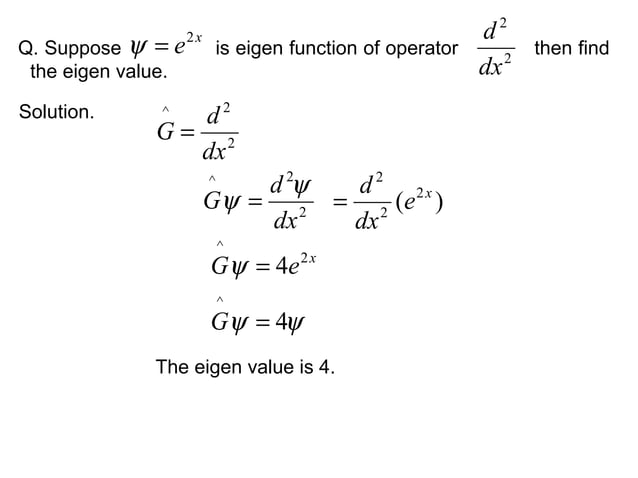 Q. Suppose ψ = e^{2x} is eigen function of operator d²/dx² then find
the eigen value.
Solution.
Ĝ = d²/dx²
Ĝψ = d²ψ/dx² = d²/dx² (e^{2x})
Ĝψ = 4e^{2x}
Ĝψ = 4ψ
The eigen value is 4.